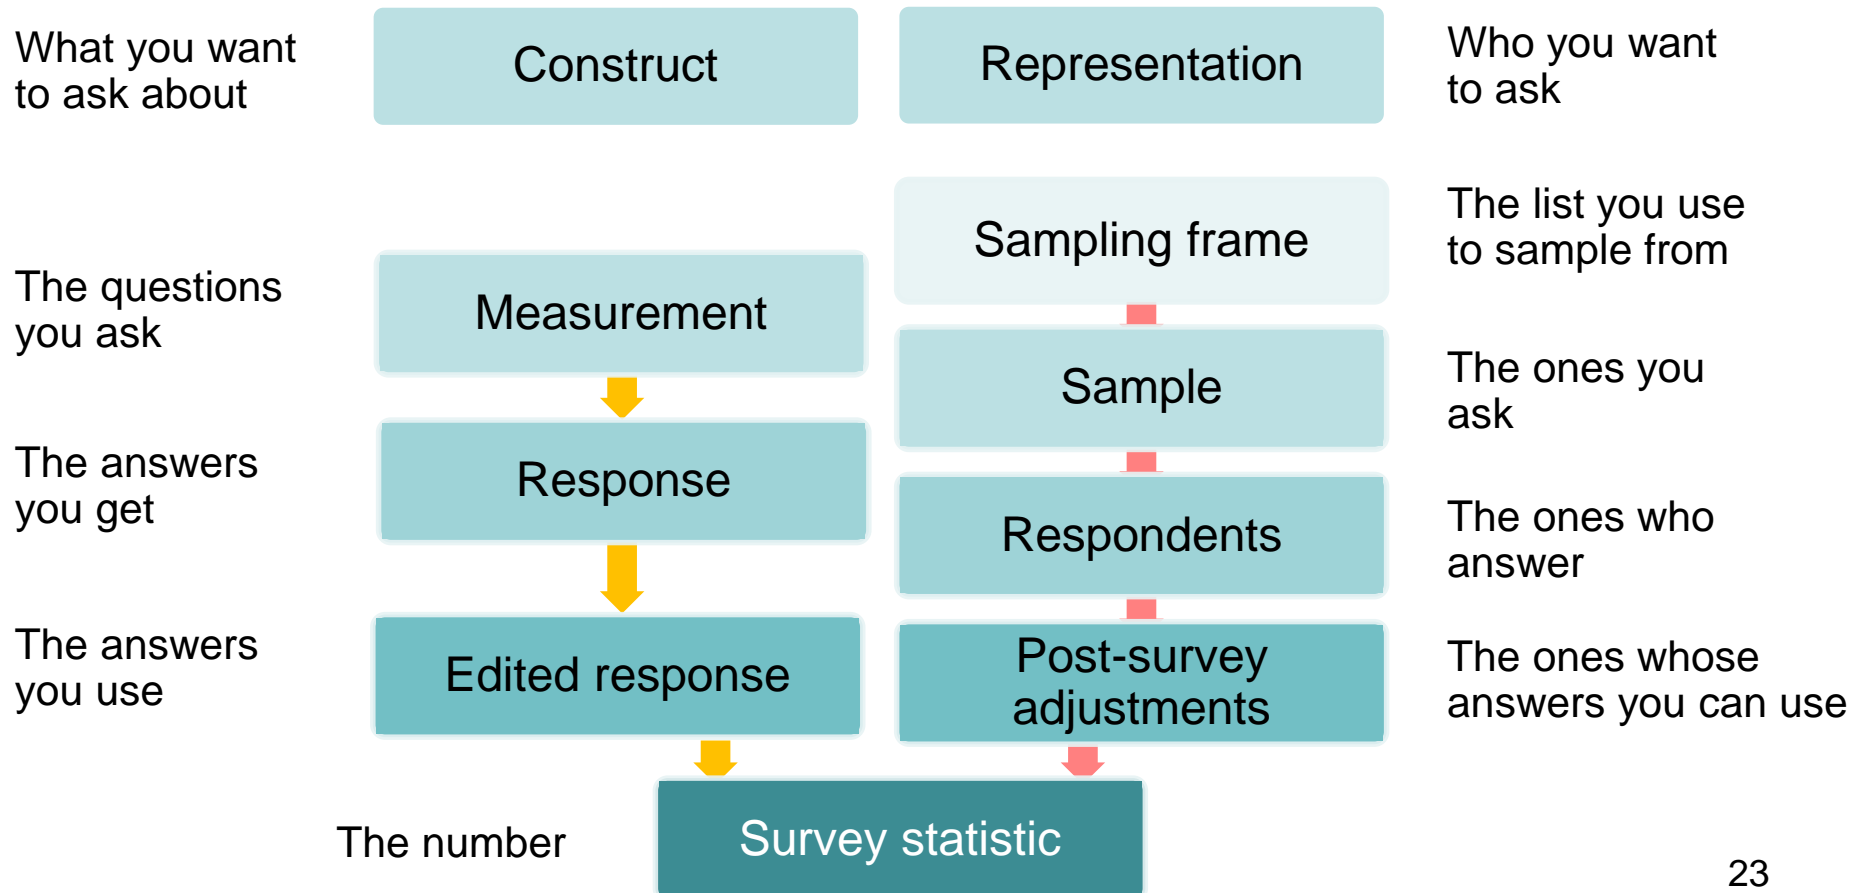 What you want
to ask about
Construct
Representation
Who you want
to ask
Sampling frame
The list you use
to sample from
The questions
you ask
Measurement
Sample
The ones you
ask
The answers
you get
Response
Respondents
The ones who
answer
The answers
you use
Edited response
Post-survey
adjustments
The ones whose
answers you can use
The number
Survey statistic
23